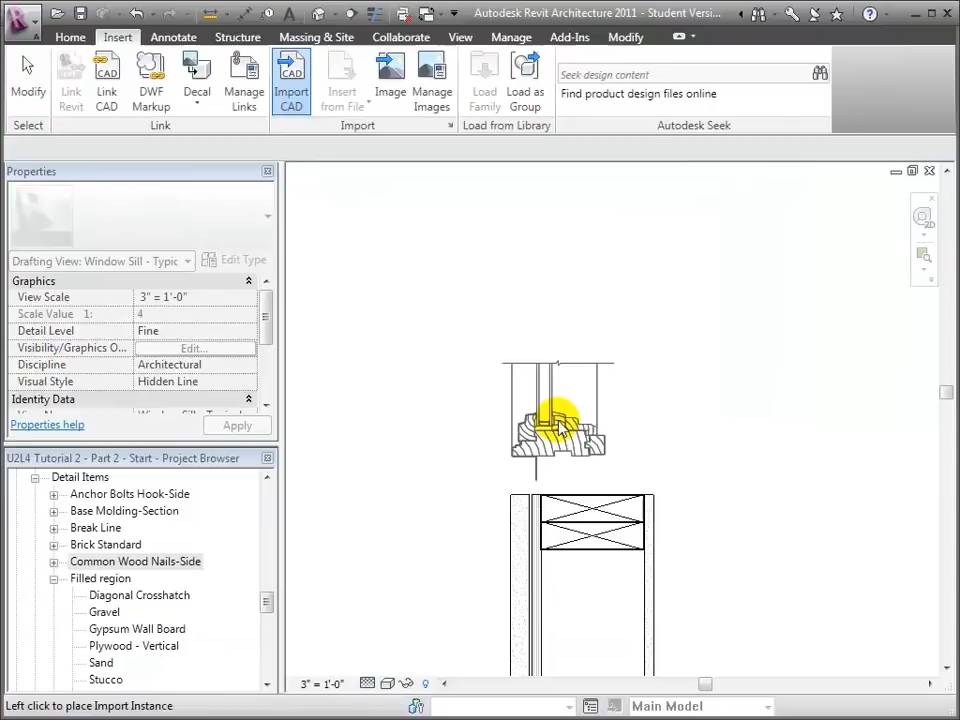 Autodesk Revit Architecture 2011 - Student Versi...
Home Insert Annotate Structure Massing & Site Collaborate View Manage Add-Ins Modify
Modify
Link Revit
Link CAD
DWF Markup
Decal
Manage Links
Import CAD
Insert from File
Image
Manage Images
Load Family
Load as Group
Seek design content
Find product design files online
Select Link Import Load from Library Autodesk Seek
Properties
Drafting View: Window Sill - Typic
Edit Type
Graphics
View Scale 3" = 1'-0"
Scale Value 1: 4
Detail Level Fine
Visibility/Graphics O... Edit...
Discipline Architectural
Visual Style Hidden Line
Identity Data
Properties help
Apply
U2L4 Tutorial 2 - Part 2 - Start - Project Browser
Detail Items
Anchor Bolts Hook-Side
Base Molding-Section
Break Line
Brick Standard
Common Wood Nails-Side
Filled region
Diagonal Crosshatch
Gravel
Gypsum Wall Board
Plywood - Vertical
Sand
Stucco
2D
3" = 1'-0"
Left click to place Import Instance
Main Model